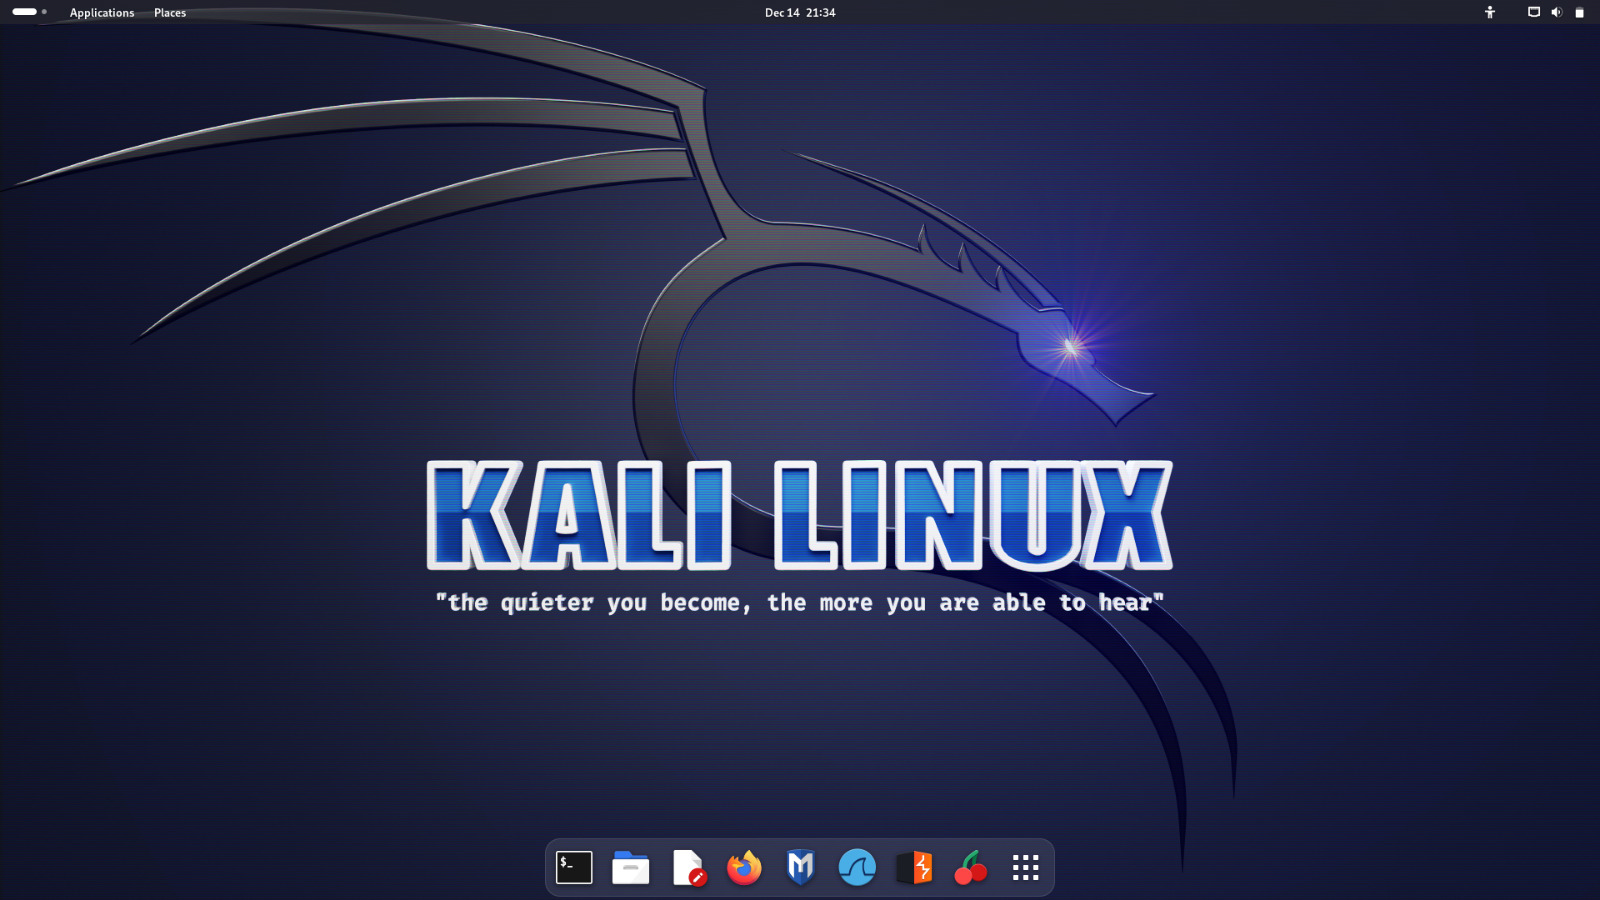 Applications Places Dec 14 21:34
KALI LINUX
"the quieter you become, the more you are able to hear"
$_